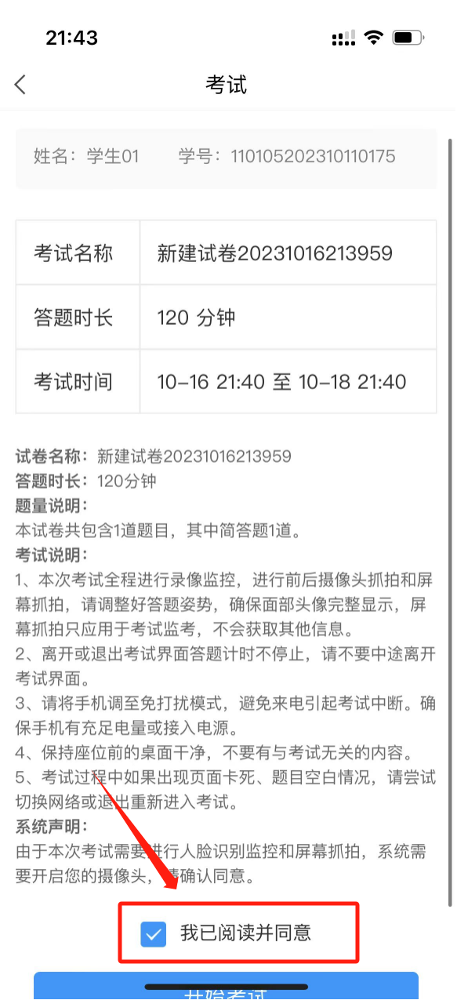 21:43
考试
姓名：学生01 学号：110105202310110175
考试名称 新建试卷20231016213959
答题时长 120 分钟
考试时间 10-16 21:40 至 10-18 21:40
试卷名称：新建试卷20231016213959
答题时长：120分钟
题量说明：
本试卷共包含1道题目，其中简答题1道。
考试说明：
1、本次考试全程进行录像监控，进行前后摄像头抓拍和屏
幕抓拍，请调整好答题姿势，确保面部头像完整显示，屏
幕抓拍只应用于考试监考，不会获取其他信息。
2、离开或退出考试界面答题计时不停止，请不要中途离开
考试界面。
3、请将手机调至免打扰模式，避免来电引起考试中断。确
保手机有充足电量或接入电源。
4、保持座位前的桌面干净，不要有与考试无关的内容。
5、考试过程中如果出现页面卡死、题目空白情况，请尝试
切换网络或退出重新进入考试。
系统声明：
由于本次考试需要进行人脸识别监控和屏幕抓拍，系统需
要开启您的摄像头，请确认同意。
我已阅读并同意
开始考试